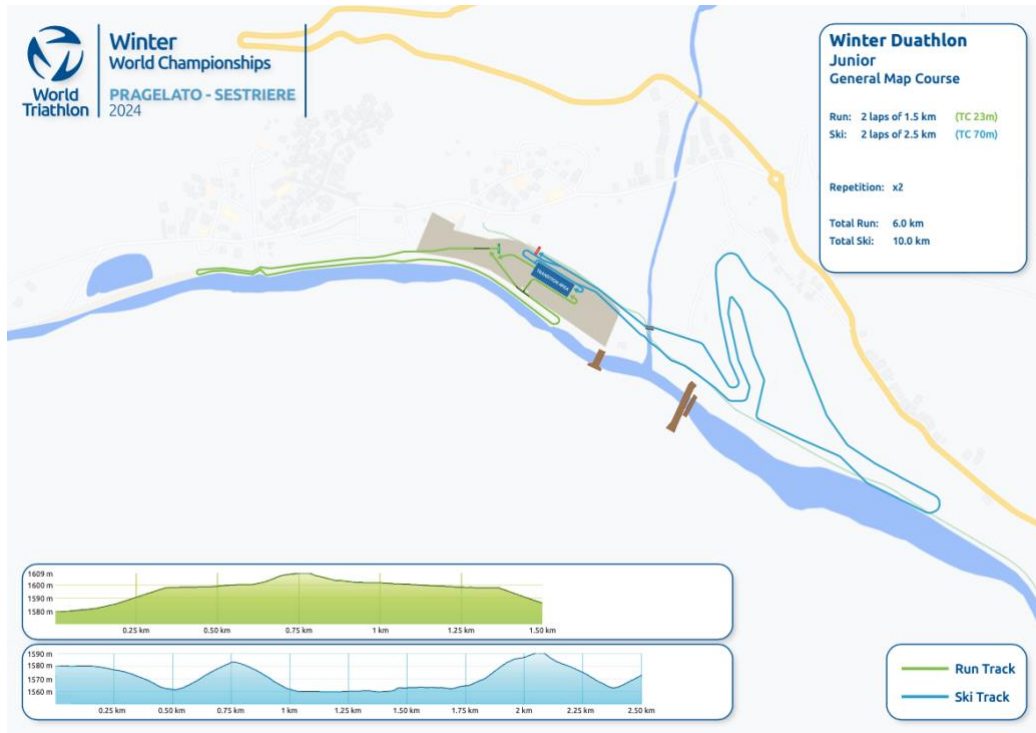 World
Triathlon
Winter
World Championships
PRAGELATO - SESTRIERE
2024
Winter Duathlon
Junior
General Map Course
Run: 2 laps of 1.5 km (TC 23m)
Ski: 2 laps of 2.5 km (TC 70m)
Repetition: x2
Total Run: 6.0 km
Total Ski: 10.0 km
TRANSITION AREA
1609 m
1600 m
1590 m
1580 m
0.25 km 0.50 km 0.75 km 1 km 1.25 km 1.50 km
1590 m
1580 m
1570 m
1560 m
0.25 km 0.50 km 0.75 km 1 km 1.25 km 1.50 km 1.75 km 2 km 2.25 km 2.50 km
Run Track
Ski Track